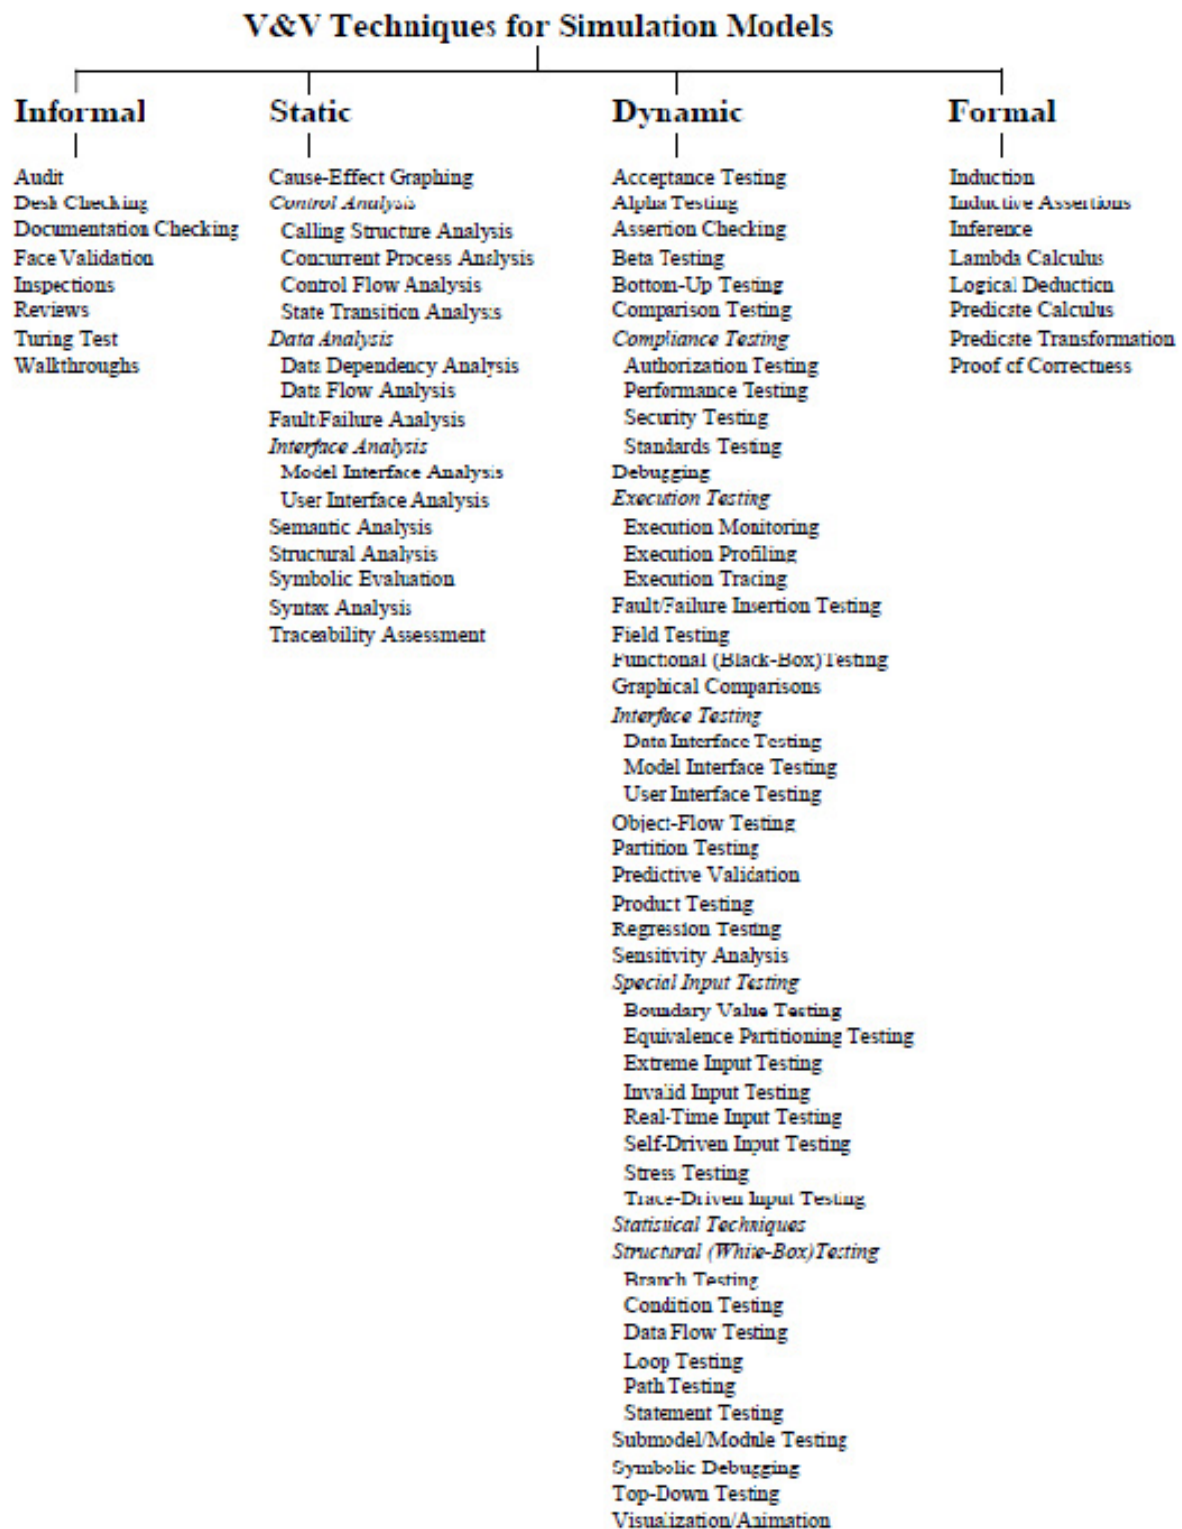 V&V Techniques for Simulation Models
Informal
Audit
Desk Checking
Documentation Checking
Face Validation
Inspections
Reviews
Turing Test
Walkthroughs
Static
Cause-Effect Graphing
Control Analysis
Calling Structure Analysis
Concurrent Process Analysis
Control Flow Analysis
State Transition Analysis
Data Analysis
Data Dependency Analysis
Data Flow Analysis
Fault/Failure Analysis
Interface Analysis
Model Interface Analysis
User Interface Analysis
Semantic Analysis
Structural Analysis
Symbolic Evaluation
Syntax Analysis
Traceability Assessment
Dynamic
Acceptance Testing
Alpha Testing
Assertion Checking
Beta Testing
Bottom-Up Testing
Comparison Testing
Compliance Testing
Authorization Testing
Performance Testing
Security Testing
Standards Testing
Debugging
Execution Testing
Execution Monitoring
Execution Profiling
Execution Tracing
Fault/Failure Insertion Testing
Field Testing
Functional (Black-Box)Testing
Graphical Comparisons
Interface Testing
Data Interface Testing
Model Interface Testing
User Interface Testing
Object-Flow Testing
Partition Testing
Predictive Validation
Product Testing
Regression Testing
Sensitivity Analysis
Special Input Testing
Boundary Value Testing
Equivalence Partitioning Testing
Extreme Input Testing
Invalid Input Testing
Real-Time Input Testing
Self-Driven Input Testing
Stress Testing
Trace-Driven Input Testing
Statistical Techniques
Structural (White-Box)Testing
Branch Testing
Condition Testing
Data Flow Testing
Loop Testing
Path Testing
Statement Testing
Submodel/Module Testing
Symbolic Debugging
Top-Down Testing
Visualization/Animation
Formal
Induction
Inductive Assertions
Inference
Lambda Calculus
Logical Deduction
Predicate Calculus
Predicate Transformation
Proof of Correctness